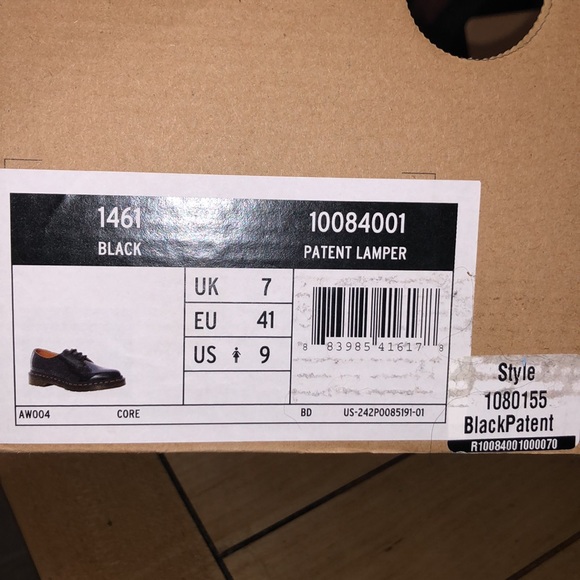 1461 10084001
BLACK PATENT LAMPER
UK 7
EU 41
US 9
8 83985 41617 8
AW004 CORE BD US-242P0085191-01
Style
1080155
BlackPatent
R10084001000070